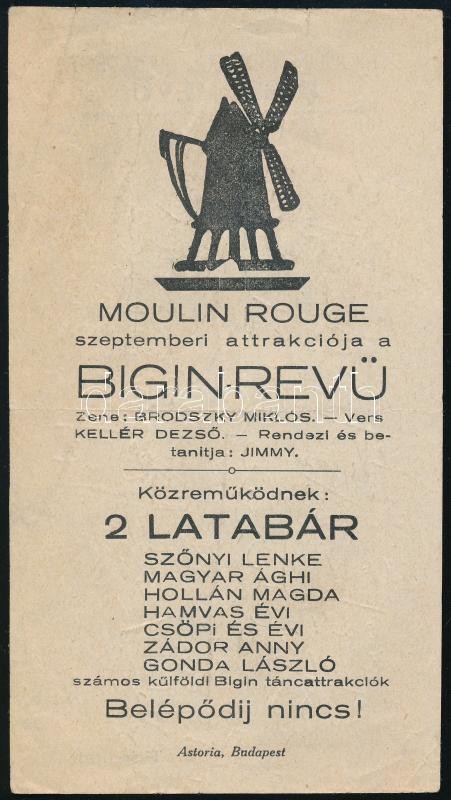 MOULIN ROUGE
szeptemberi attrakciója a
BIGIN-REVÜ
Zene: BRODSZKY MIKLÓS. — Vers
KELLÉR DEZSŐ. — Rendezi és be-
tanitja: JIMMY.
Közreműködnek:
2 LATABÁR
SZŐNYI LENKE
MAGYAR ÁGHI
HOLLÁN MAGDA
HAMVAS ÉVI
CSÖPi ÉS ÉVI
ZÁDOR ANNY
GONDA LÁSZLÓ
számos külföldi Bigin táncattrakciók
Belépődij nincs!
Astoria, Budapest
darabanth